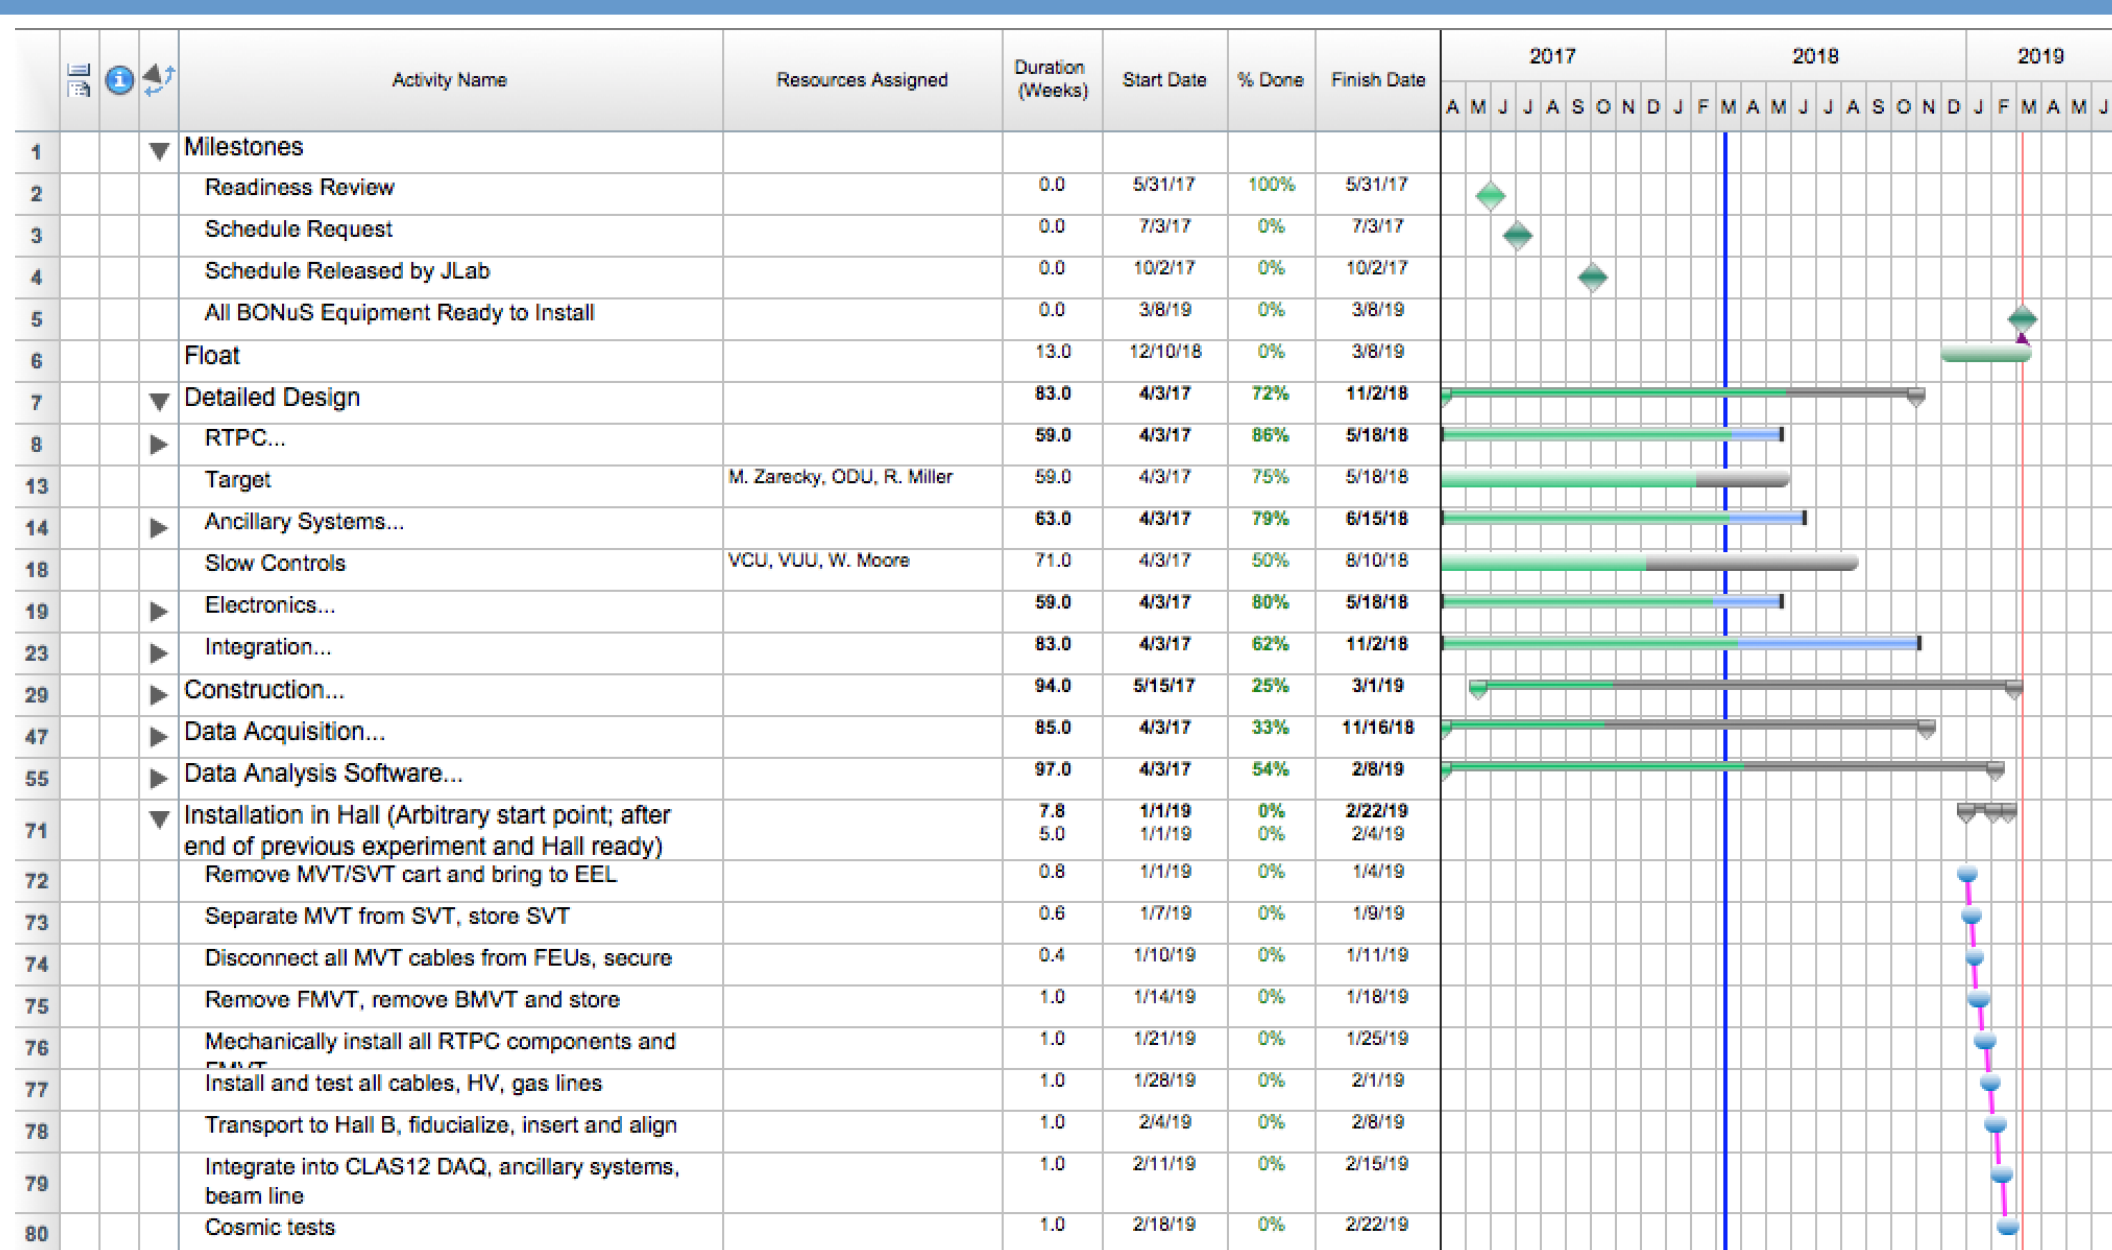 Activity Name Resources Assigned Duration (Weeks) Start Date % Done Finish Date 2017 2018 2019
A M J J A S O N D J F M A M J J A S O N D J F M A M J
1 Milestones
2 Readiness Review 0.0 5/31/17 100% 5/31/17
3 Schedule Request 0.0 7/3/17 0% 7/3/17
4 Schedule Released by JLab 0.0 10/2/17 0% 10/2/17
5 All BONuS Equipment Ready to Install 0.0 3/8/19 0% 3/8/19
6 Float 13.0 12/10/18 0% 3/8/19
7 Detailed Design 83.0 4/3/17 72% 11/2/18
8 RTPC... 59.0 4/3/17 86% 5/18/18
13 Target M. Zarecky, ODU, R. Miller 59.0 4/3/17 75% 5/18/18
14 Ancillary Systems... 63.0 4/3/17 79% 6/15/18
18 Slow Controls VCU, VUU, W. Moore 71.0 4/3/17 50% 8/10/18
19 Electronics... 59.0 4/3/17 80% 5/18/18
23 Integration... 83.0 4/3/17 62% 11/2/18
29 Construction... 94.0 5/15/17 25% 3/1/19
47 Data Acquisition... 85.0 4/3/17 33% 11/16/18
55 Data Analysis Software... 97.0 4/3/17 54% 2/8/19
71 Installation in Hall (Arbitrary start point; after 7.8 1/1/19 0% 2/22/19
end of previous experiment and Hall ready) 5.0 1/1/19 0% 2/4/19
72 Remove MVT/SVT cart and bring to EEL 0.8 1/1/19 0% 1/4/19
73 Separate MVT from SVT, store SVT 0.6 1/7/19 0% 1/9/19
74 Disconnect all MVT cables from FEUs, secure 0.4 1/10/19 0% 1/11/19
75 Remove FMVT, remove BMVT and store 1.0 1/14/19 0% 1/18/19
76 Mechanically install all RTPC components and 1.0 1/21/19 0% 1/25/19
FMVT
77 Install and test all cables, HV, gas lines 1.0 1/28/19 0% 2/1/19
78 Transport to Hall B, fiducialize, insert and align 1.0 2/4/19 0% 2/8/19
79 Integrate into CLAS12 DAQ, ancillary systems, 1.0 2/11/19 0% 2/15/19
beam line
80 Cosmic tests 1.0 2/18/19 0% 2/22/19